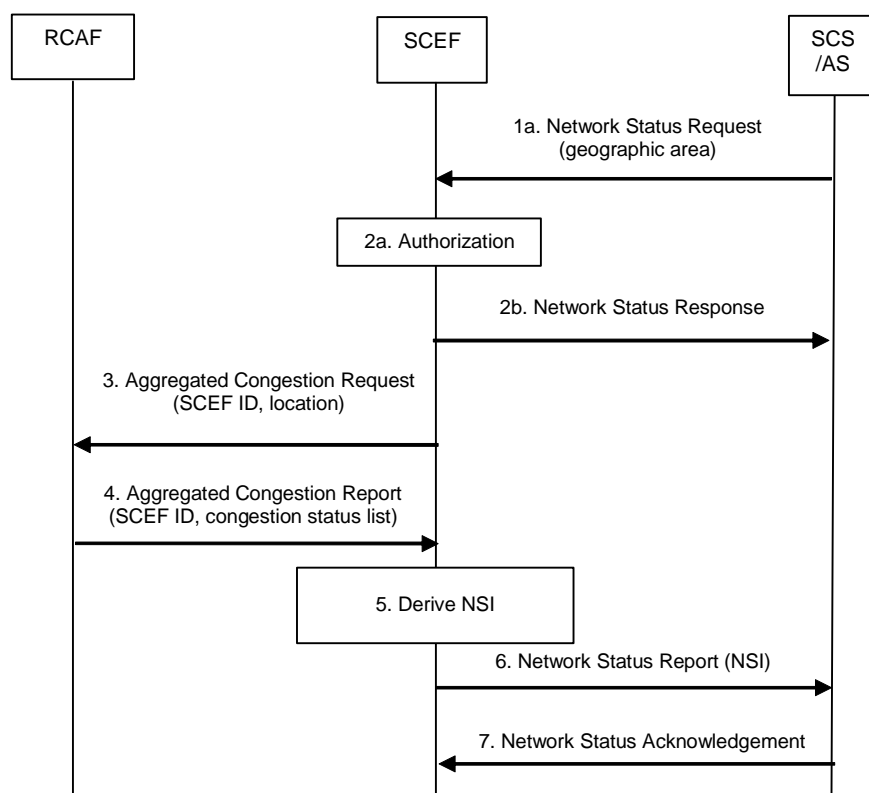 RCAF
SCEF
SCS
/AS
1a. Network Status Request
(geographic area)
2a. Authorization
2b. Network Status Response
3. Aggregated Congestion Request
(SCEF ID, location)
4. Aggregated Congestion Report
(SCEF ID, congestion status list)
5. Derive NSI
6. Network Status Report (NSI)
7. Network Status Acknowledgement